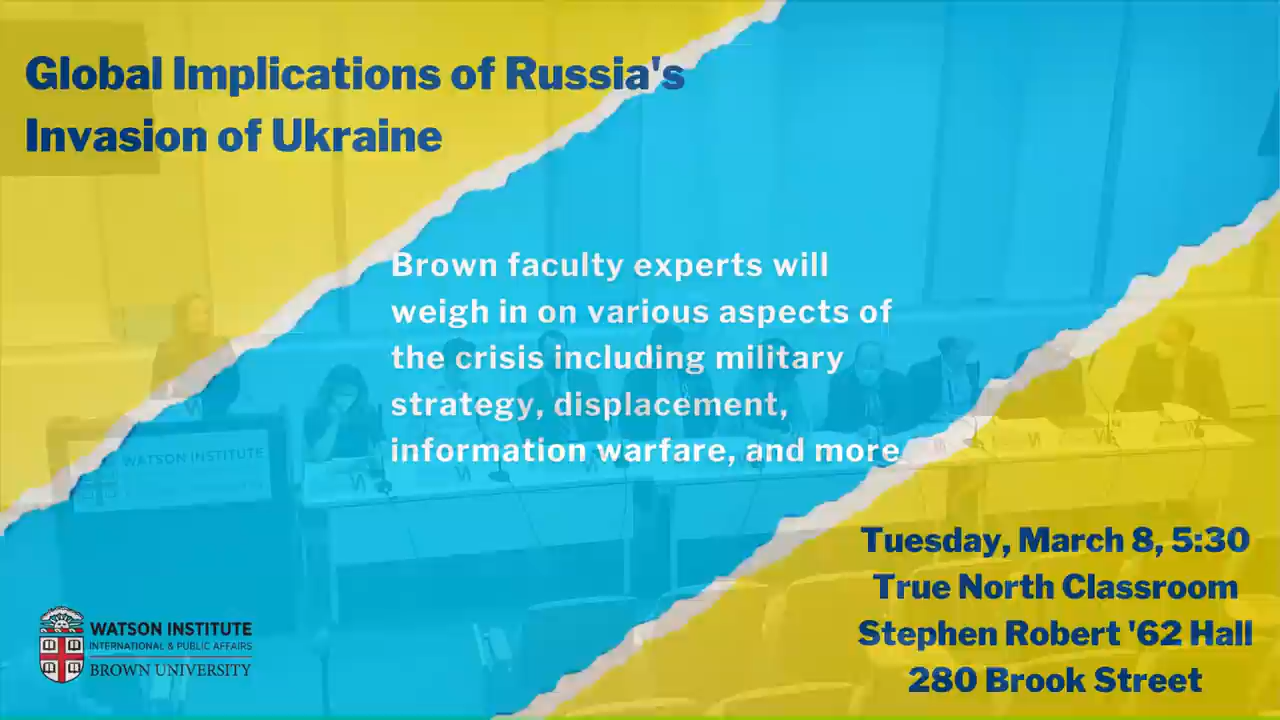 Global Implications of Russia's
Invasion of Ukraine
Brown faculty experts will
weigh in on various aspects of
the crisis including military
strategy, displacement,
information warfare, and more
WATSON INSTITUTE
Tuesday, March 8, 5:30
True North Classroom
Stephen Robert '62 Hall
280 Brook Street
WATSON INSTITUTE
INTERNATIONAL & PUBLIC AFFAIRS
BROWN UNIVERSITY